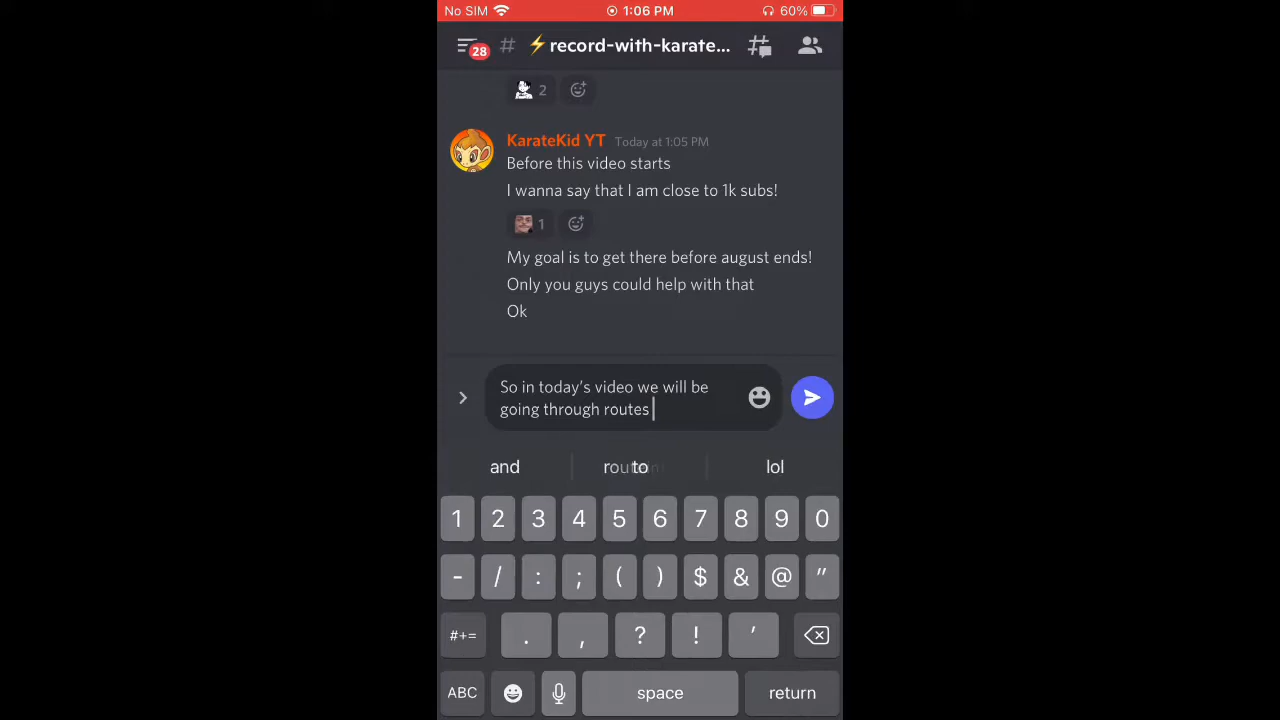 No SIM 1:06 PM 60%
28 # ⚡record-with-karate...
2
KarateKid YT Today at 1:05 PM
Before this video starts
I wanna say that I am close to 1k subs!
1
My goal is to get there before august ends!
Only you guys could help with that
Ok
So in today’s video we will be
going through routes
and to lol
1 2 3 4 5 6 7 8 9 0
- / : ; ( ) $ & @ ”
#+= . , ? ! ’
ABC space return